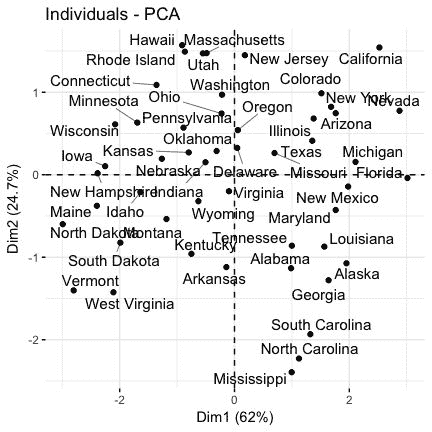 Individuals - PCA
Hawaii
Massachusetts
Rhode Island
Utah
New Jersey
California
Connecticut
Washington
Colorado
Minnesota
Ohio
Oregon
New York
Nevada
Wisconsin
Pennsylvania
Illinois
Arizona
Oklahoma
Iowa
Kansas
Texas
Michigan
Nebraska
Delaware
Missouri
Florida
New Hampshire
Indiana
Virginia
New Mexico
Maine
Idaho
Wyoming
Maryland
North Dakota
Montana
Kentucky
Tennessee
Louisiana
South Dakota
Alabama
Alaska
Vermont
Arkansas
Georgia
West Virginia
South Carolina
North Carolina
Mississippi
1
0
-1
-2
-2
0
2
Dim1 (62%)
Dim2 (24.7%)